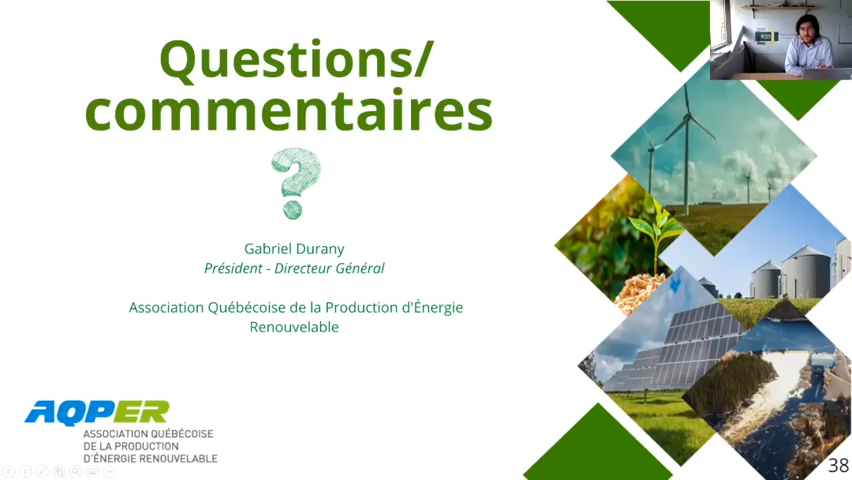 Questions/
commentaires
?
Gabriel Durany
Président - Directeur Général
Association Québécoise de la Production d'Énergie
Renouvelable
AQPER
ASSOCIATION QUÉBÉCOISE
DE LA PRODUCTION
D'ÉNERGIE RENOUVELABLE
38